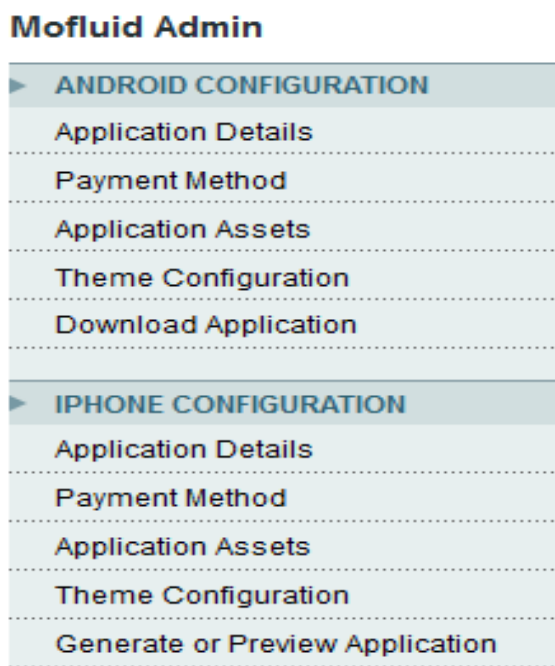 Mofluid Admin
ANDROID CONFIGURATION
Application Details
Payment Method
Application Assets
Theme Configuration
Download Application
IPHONE CONFIGURATION
Application Details
Payment Method
Application Assets
Theme Configuration
Generate or Preview Application